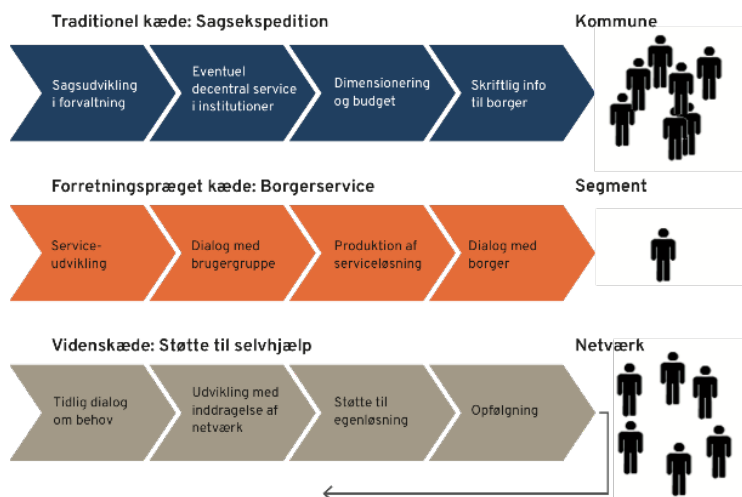 Traditionel kæde: Sagsekspedition
Kommune
Sagsudvikling
i forvaltning
Eventuel
decentral service
i institutioner
Dimensionering
og budget
Skriftlig info
til borger
Forretningspræget kæde: Borgerservice
Segment
Service-
udvikling
Dialog med
brugergruppe
Produktion af
serviceløsning
Dialog med
borger
Videnskæde: Støtte til selvhjælp
Netværk
Tidlig dialog
om behov
Udvikling med
inddragelse af
netværk
Støtte til
egenløsning
Opfølgning